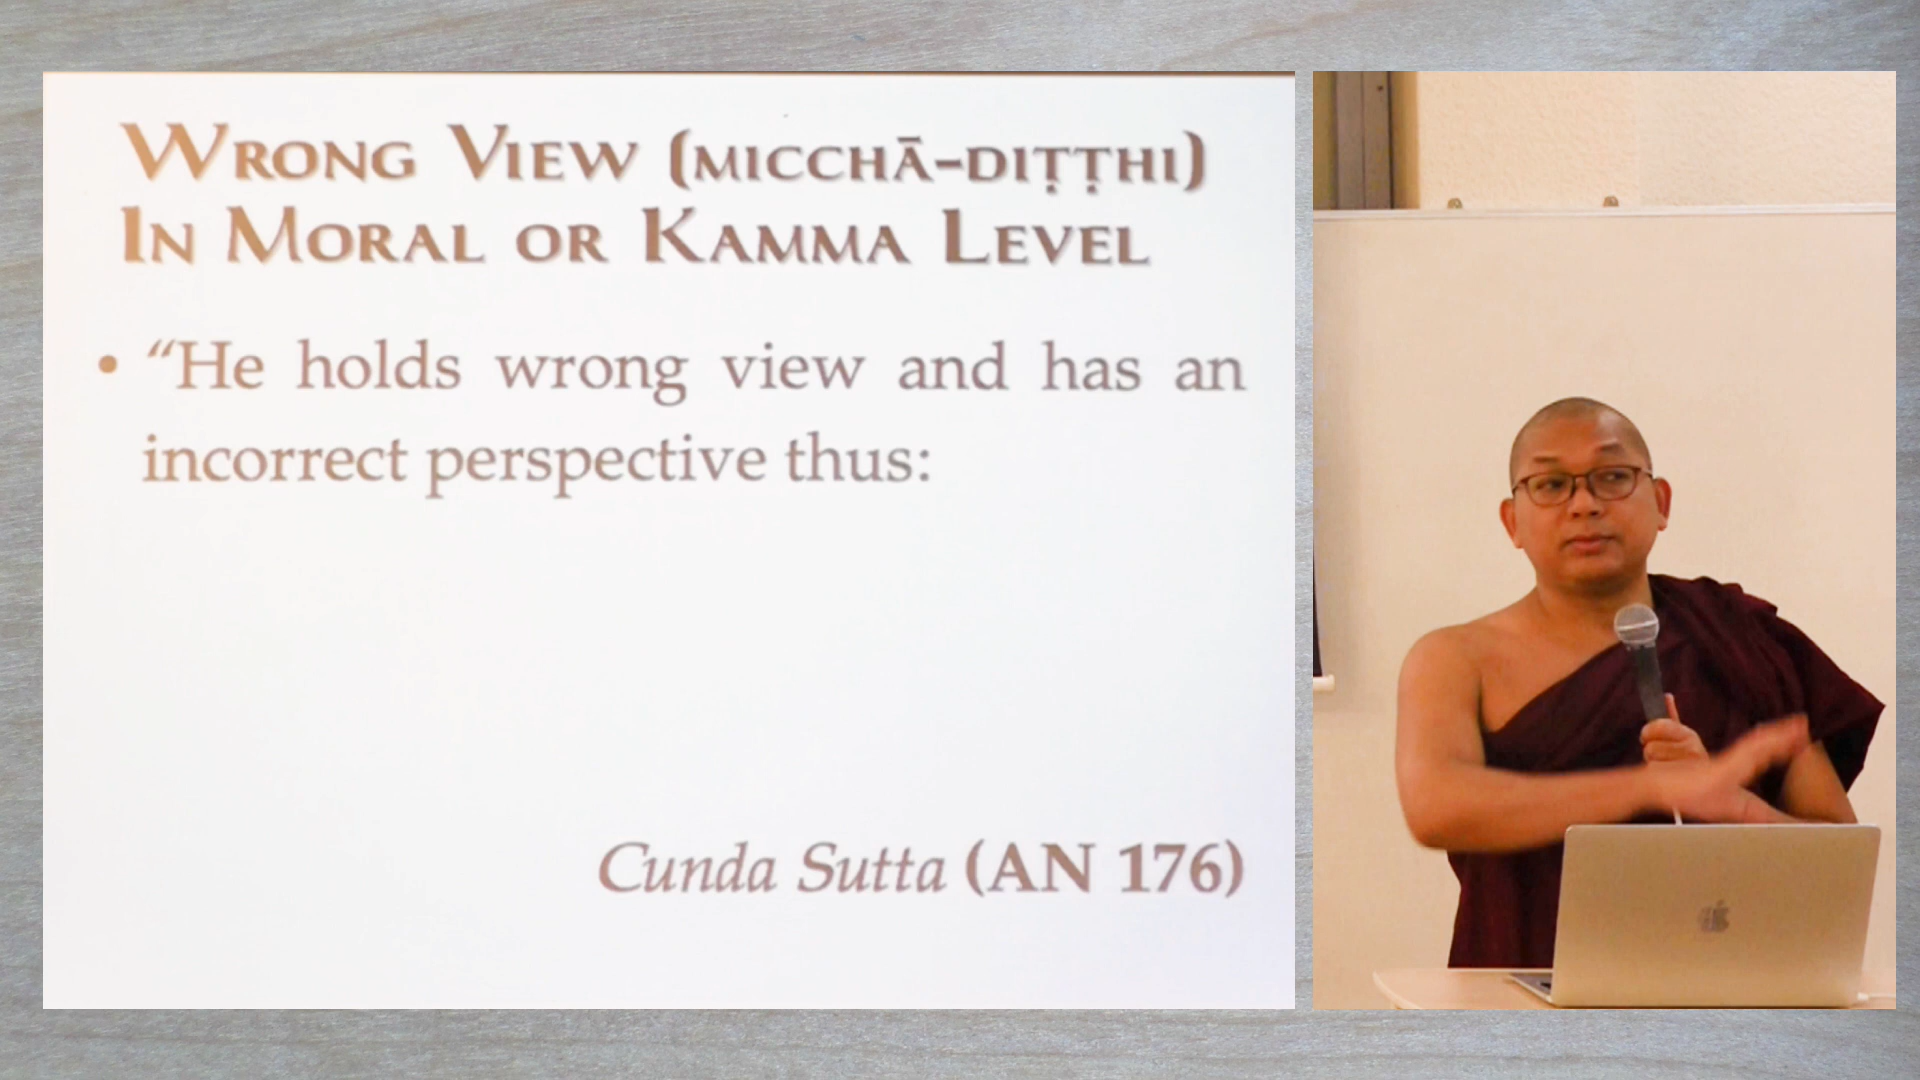 WRONG VIEW (MICCHĀ-DIṬṬHI)
IN MORAL OR KAMMA LEVEL
• “He holds wrong view and has an
incorrect perspective thus:
Cunda Sutta (AN 176)